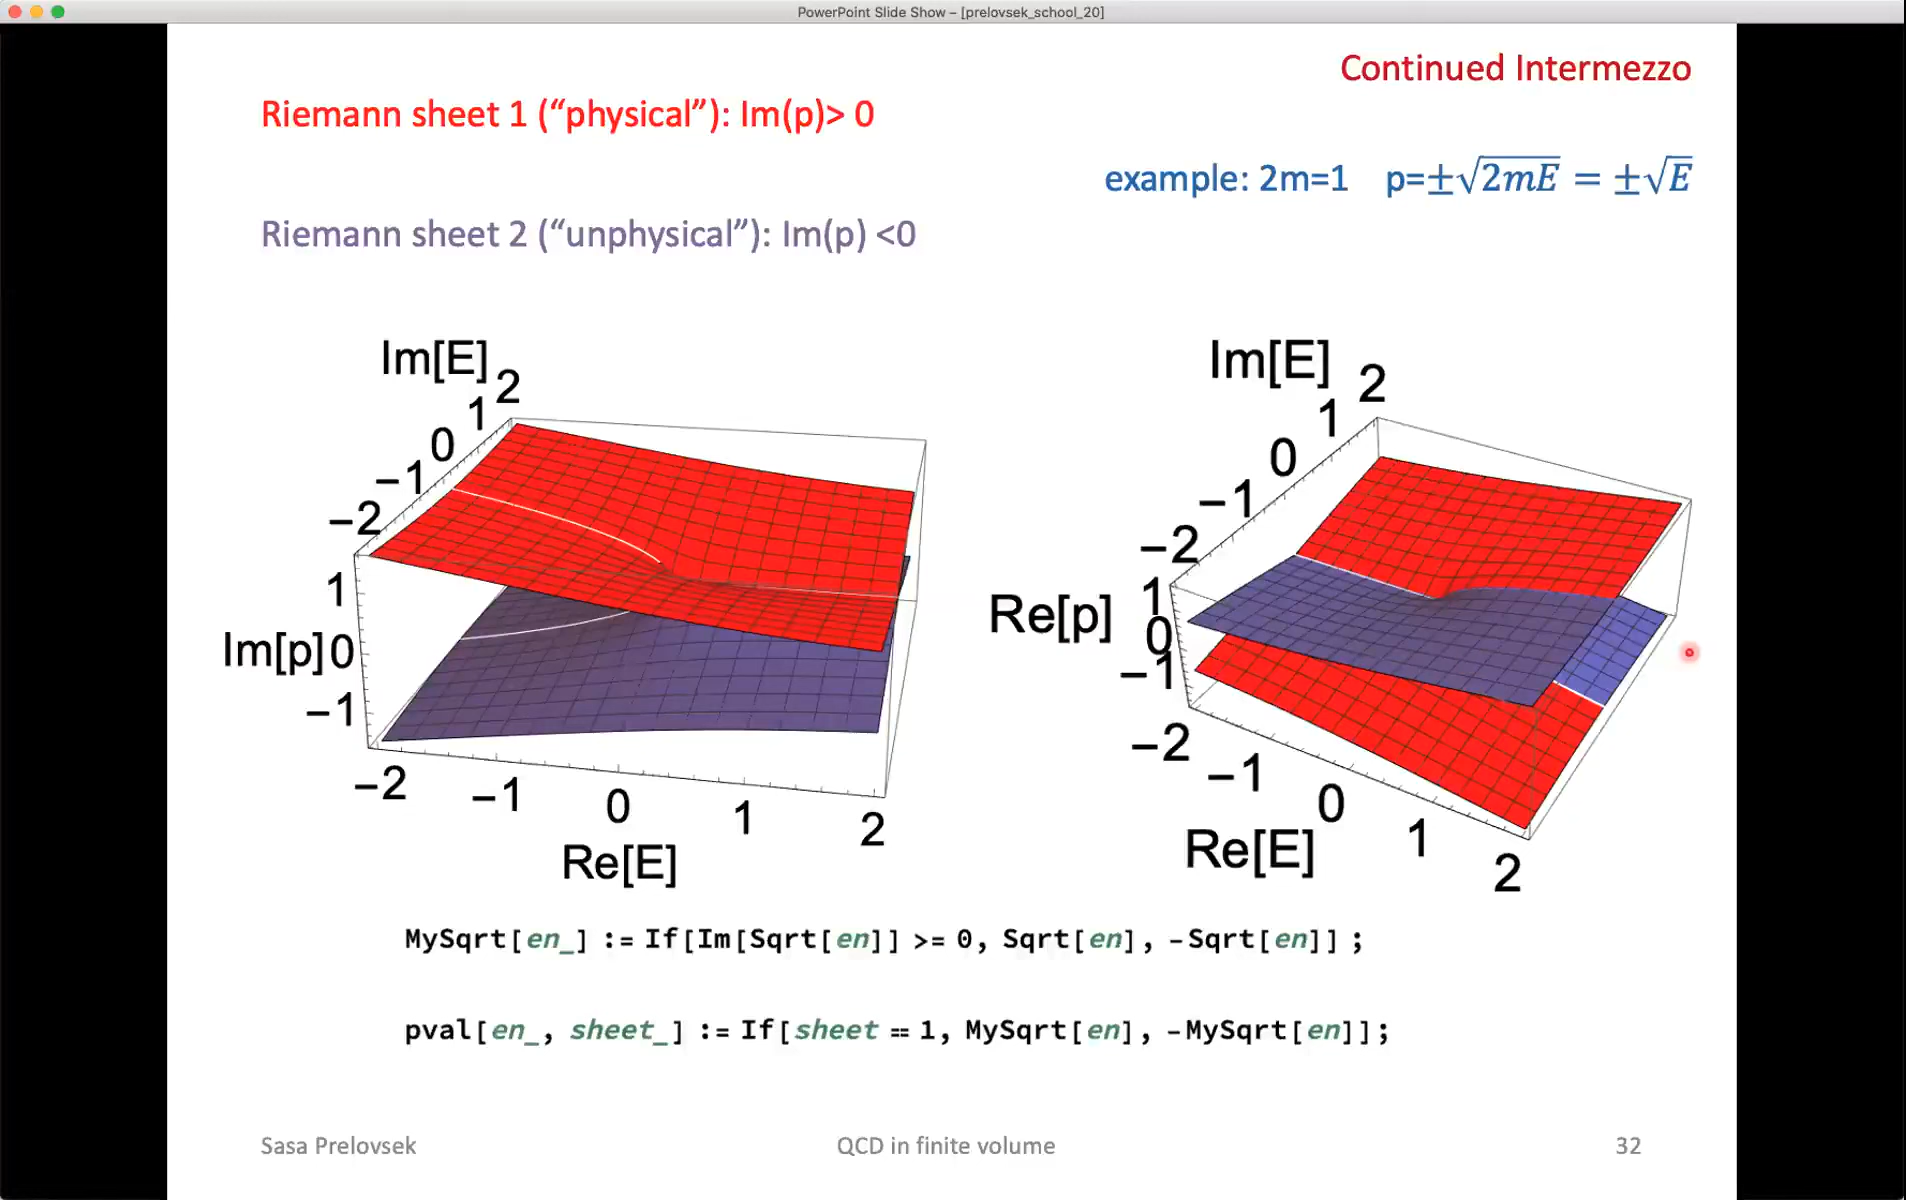 PowerPoint Slide Show – [prelovsek_school_20]
Continued Intermezzo
Riemann sheet 1 (“physical”): Im(p)> 0
example: 2m=1 p=±√2mE = ±√E
Riemann sheet 2 (“unphysical”): Im(p) <0
Im[E]
2
1
0
−1
−2
1
Im[p]
0
−1
−2
−1
0
1
2
Re[E]
Im[E]
2
1
0
−1
−2
Re[p]
1
0
−1
−2
−1
0
1
2
Re[E]
MySqrt[en_] := If[Im[Sqrt[en]] >= 0, Sqrt[en], -Sqrt[en]] ;
pval[en_, sheet_] := If[sheet == 1, MySqrt[en], -MySqrt[en]];
Sasa Prelovsek
QCD in finite volume
32